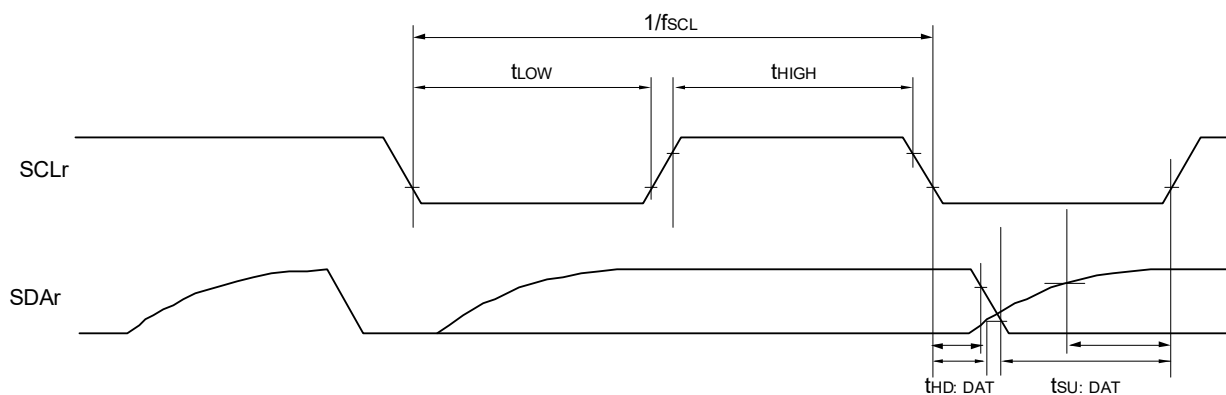 1/fSCL
tLOW
tHIGH
SCLr
SDAr
tHD: DAT
tSU: DAT